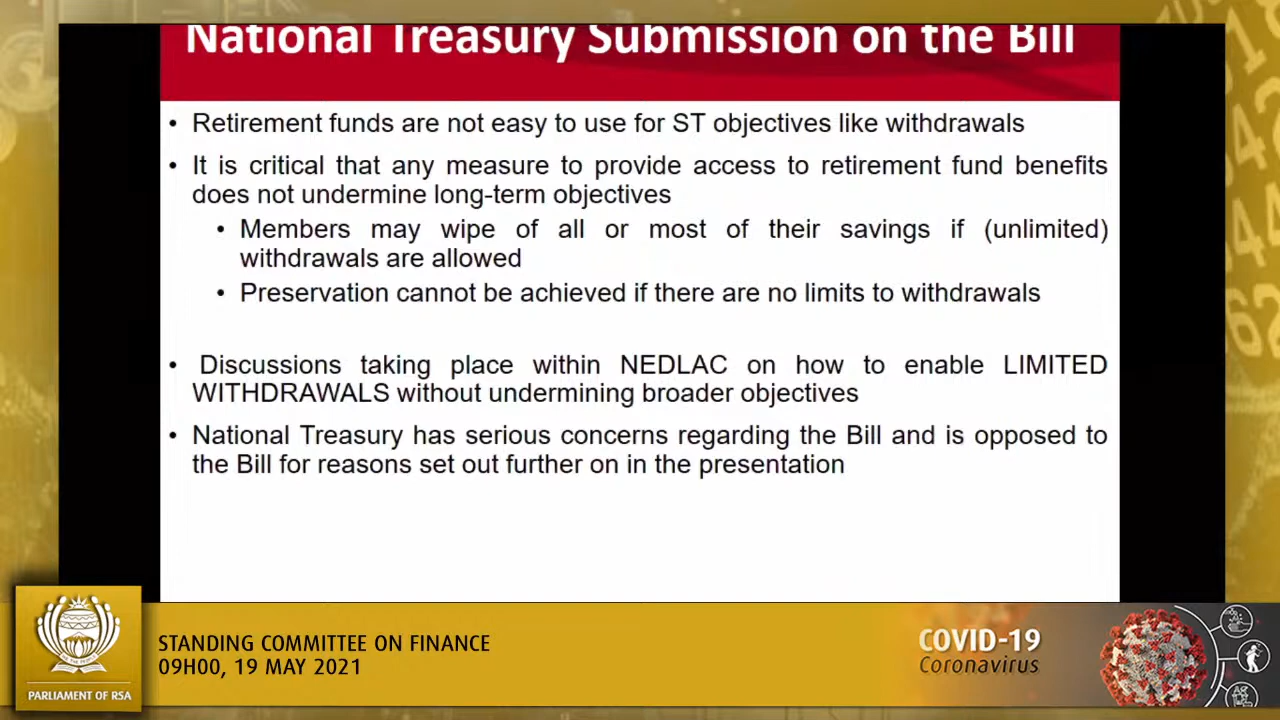 National Treasury Submission on the Bill
• Retirement funds are not easy to use for ST objectives like withdrawals
• It is critical that any measure to provide access to retirement fund benefits
does not undermine long-term objectives
• Members may wipe of all or most of their savings if (unlimited)
withdrawals are allowed
• Preservation cannot be achieved if there are no limits to withdrawals
• Discussions taking place within NEDLAC on how to enable LIMITED
WITHDRAWALS without undermining broader objectives
• National Treasury has serious concerns regarding the Bill and is opposed to
the Bill for reasons set out further on in the presentation
PARLIAMENT OF RSA
STANDING COMMITTEE ON FINANCE
09H00, 19 MAY 2021
COVID-19
Coronavirus